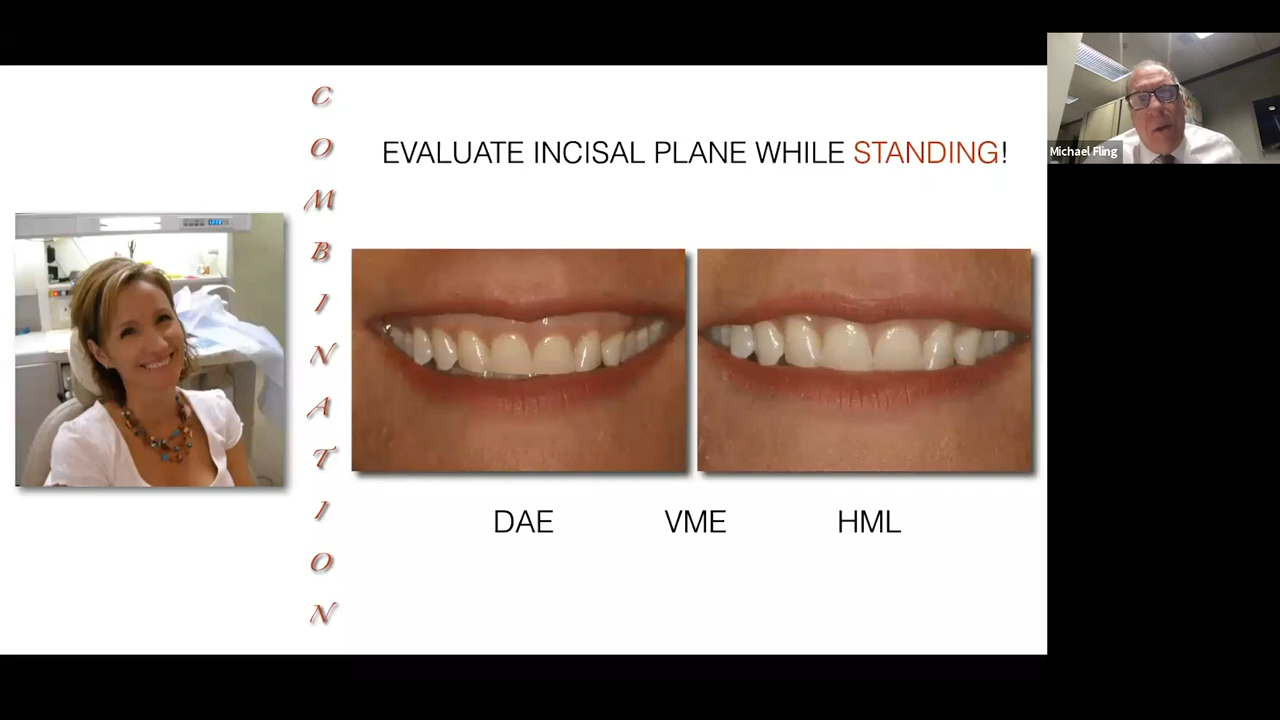 COMBINATION
EVALUATE INCISAL PLANE WHILE STANDING!
DAE VME HML
Michael Fling